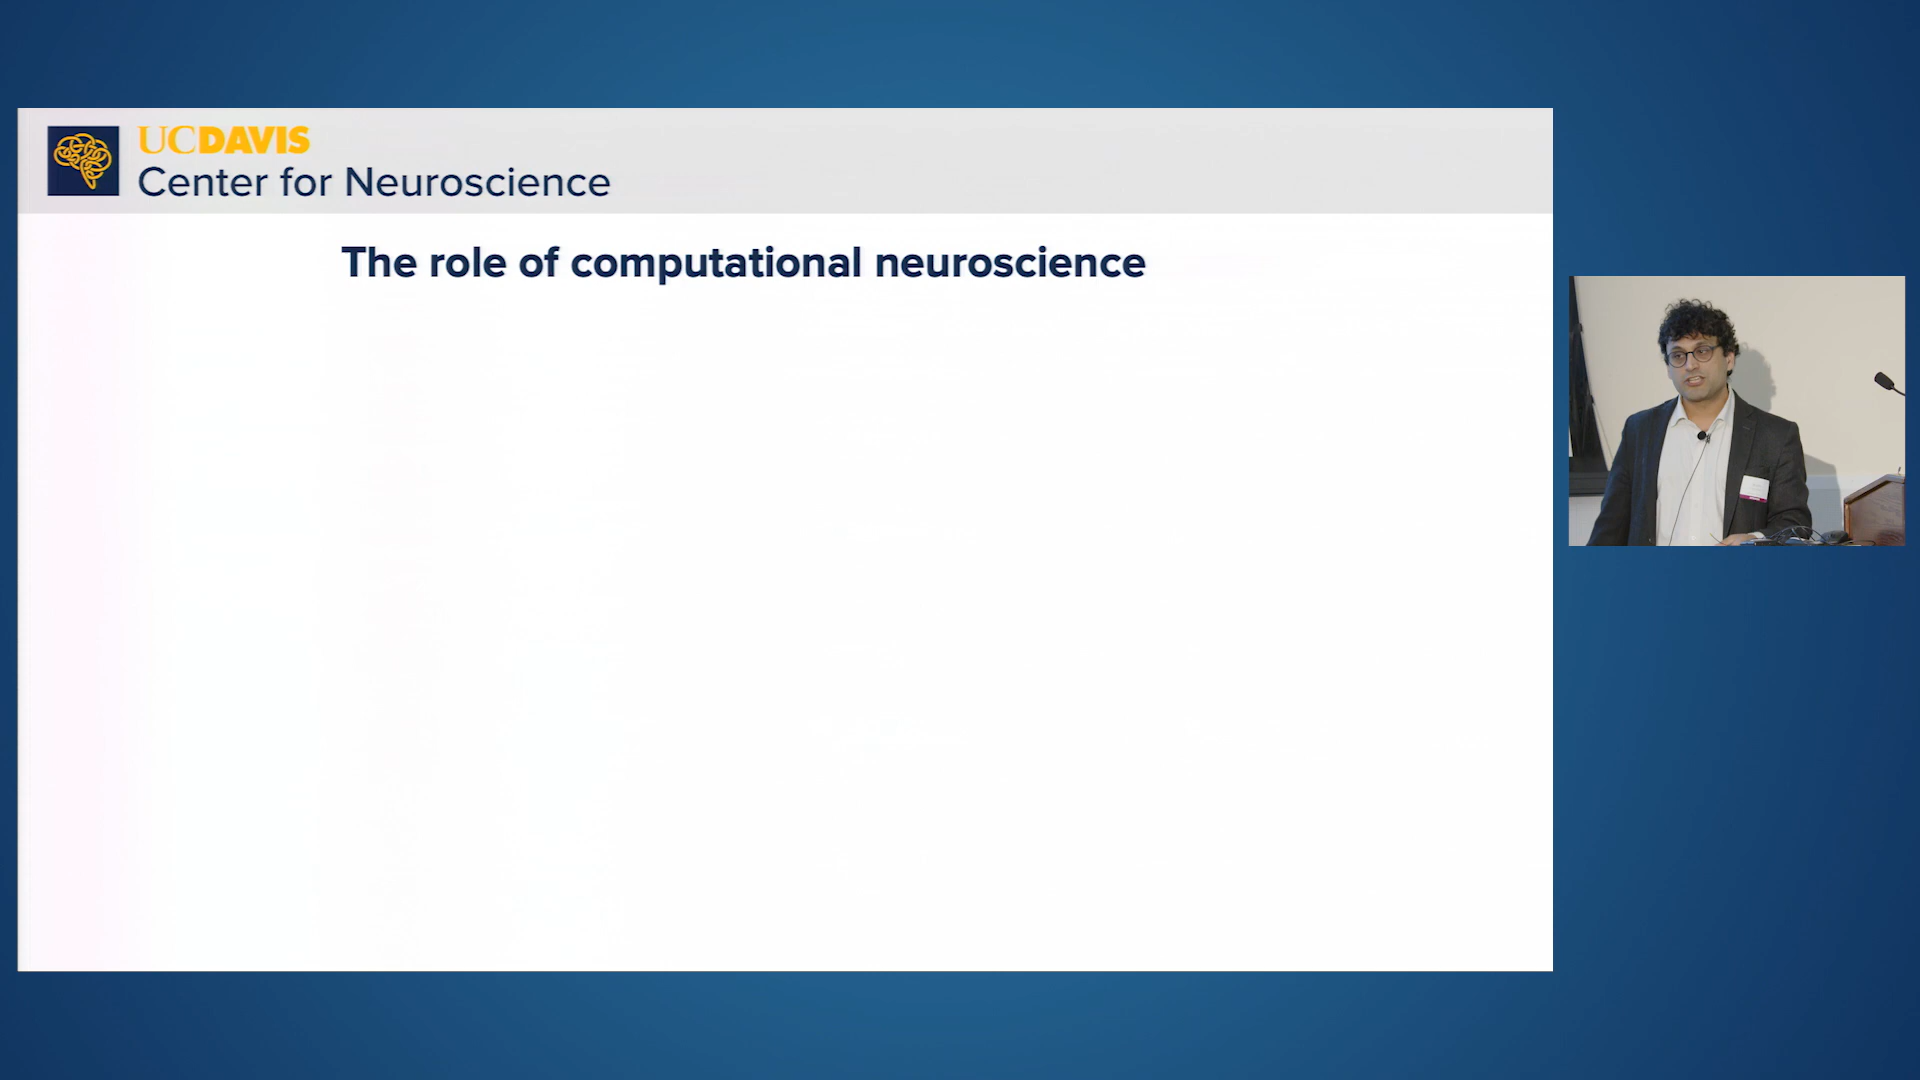 UCDAVIS
Center for Neuroscience
The role of computational neuroscience